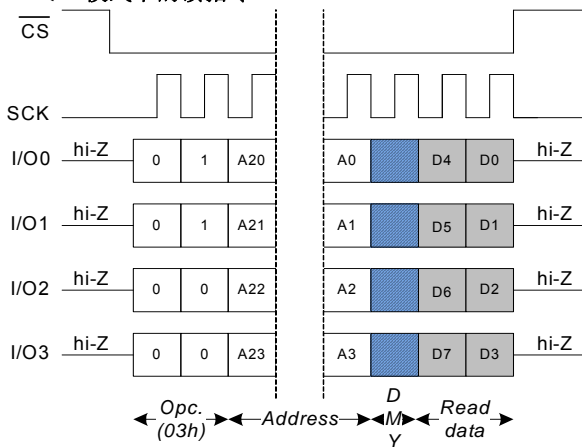 CS
SCK
I/O0 hi-Z 0 1 A20 A0 D4 D0 hi-Z
I/O1 hi-Z 0 1 A21 A1 D5 D1 hi-Z
I/O2 hi-Z 0 0 A22 A2 D6 D2 hi-Z
I/O3 hi-Z 0 0 A23 A3 D7 D3 hi-Z
Opc.
(03h)
Address
D
M
Y
Read
data